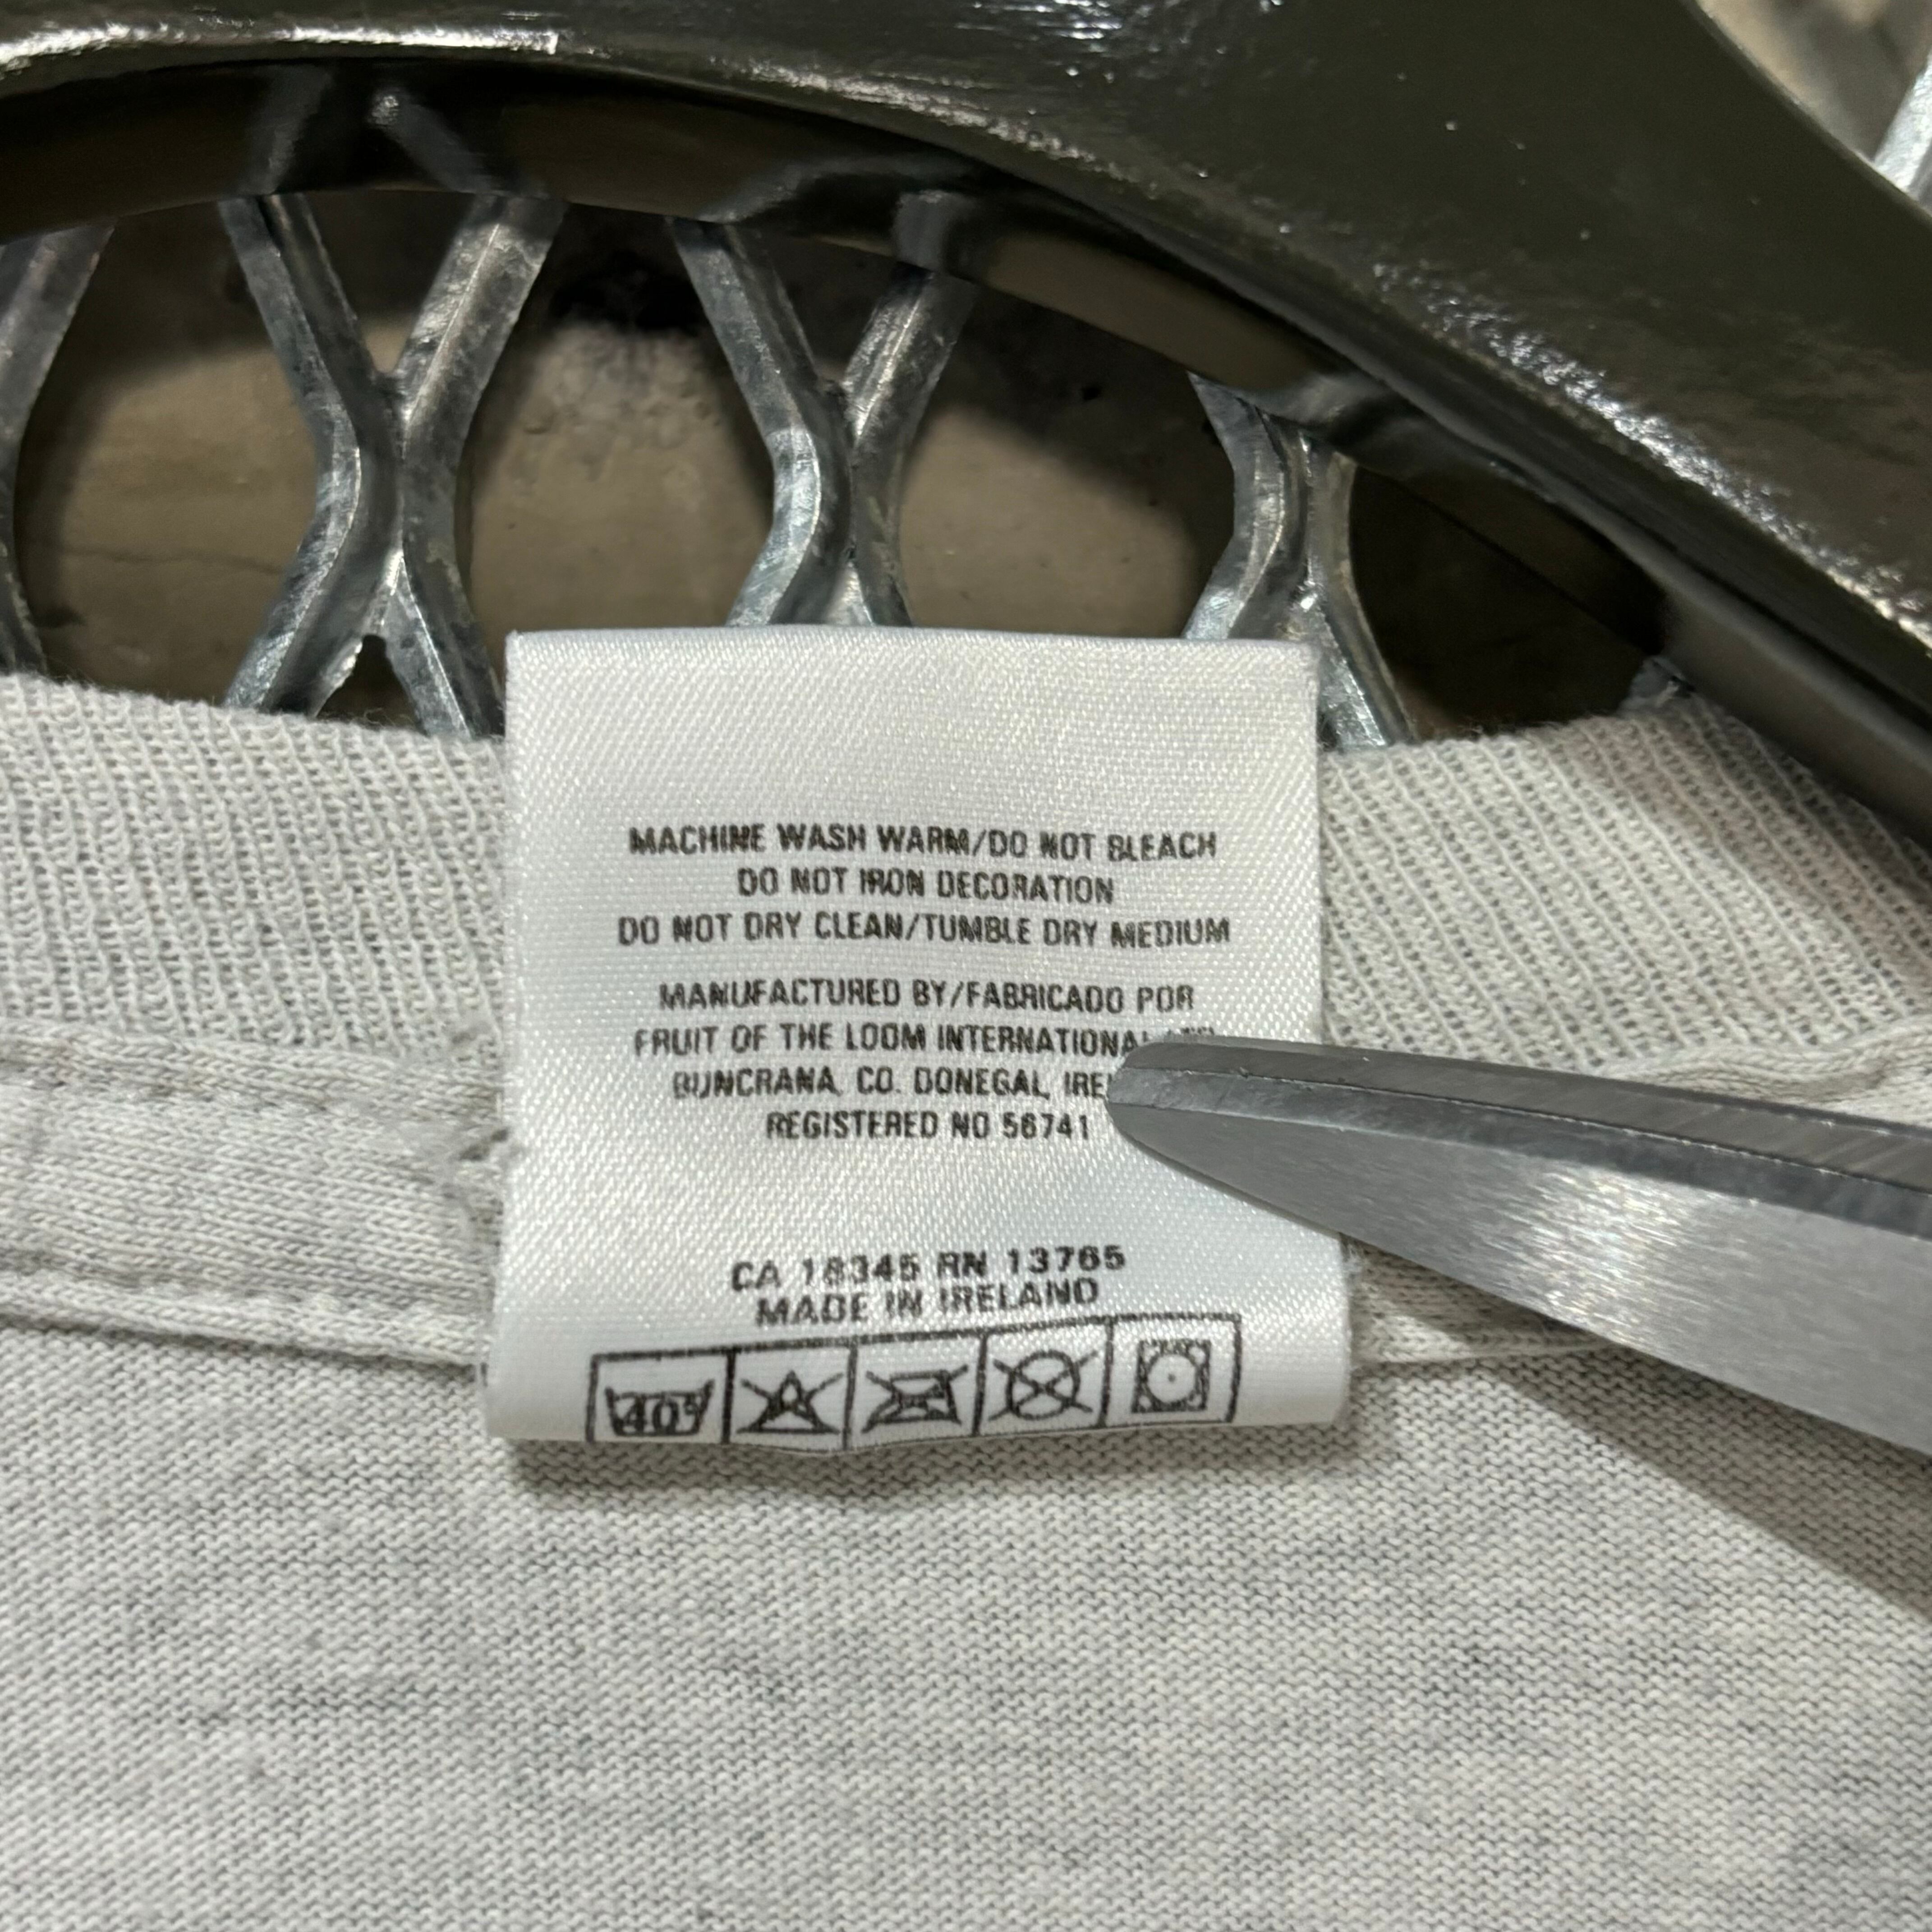 MACHINE WASH WARM/DO NOT BLEACH
DO NOT IRON DECORATION
DO NOT DRY CLEAN/TUMBLE DRY MEDIUM
MANUFACTURED BY/FABRICADO POR
FRUIT OF THE LOOM
BUNCRANA, CO. DONEGAL,
REGISTERED NO 56741
CA 18345 RN 13765
MADE IN IRELAND
40°